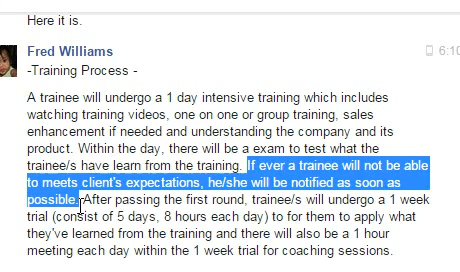 Here it is.
Fred Williams
6:10
-Training Process -
A trainee will undergo a 1 day intensive training which includes
watching training videos, one on one or group training, sales
enhancement if needed and understanding the company and its
product. Within the day, there will be a exam to test what the
trainee/s have learn from the training. If ever a trainee will not be able
to meets client's expectations, he/she will be notified as soon as
possible. After passing the first round, trainee/s will undergo a 1 week
trial (consist of 5 days, 8 hours each day) to for them to apply what
they've learned from the training and there will also be a 1 hour
meeting each day within the 1 week trial for coaching sessions.